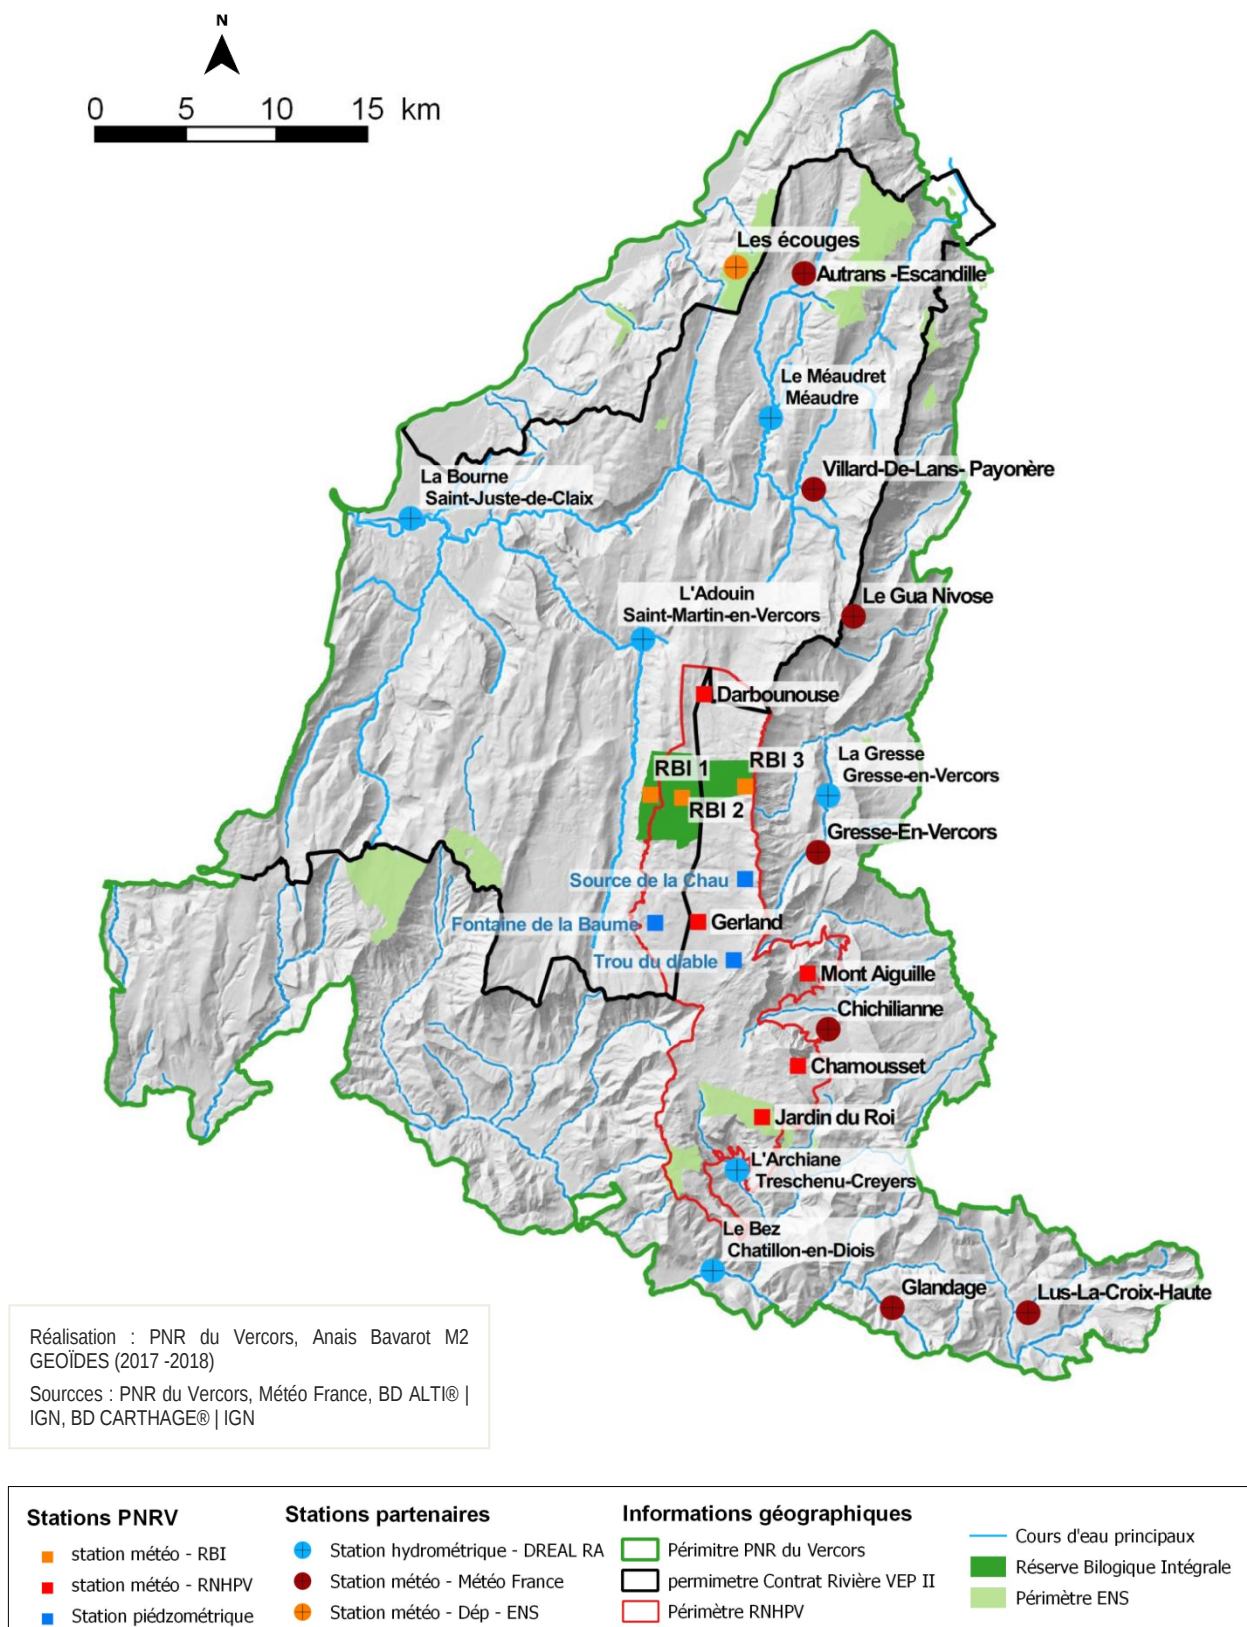 N
0 5 10 15 km
Les écouges
Autrans -Escandille
Le Méaudret
Méaudre
Villard-De-Lans- Payonère
La Bourne
Saint-Juste-de-Claix
L'Adouin
Saint-Martin-en-Vercors
Le Gua Nivose
Darbounouse
La Gresse
Gresse-en-Vercors
RBI 1
RBI 3
RBI 2
Gresse-En-Vercors
Source de la Chau
Fontaine de la Baume
Gerland
Trou du diable
Mont Aiguille
Chichilianne
Chamousset
Jardin du Roi
L'Archiane
Treschenu-Creyers
Le Bez
Chatillon-en-Diois
Glandage
Lus-La-Croix-Haute
Réalisation : PNR du Vercors, Anais Bavarot M2
GEOÏDES (2017 -2018)
Sourcces : PNR du Vercors, Météo France, BD ALTI® |
IGN, BD CARTHAGE® | IGN
Stations PNRV
station météo - RBI
station météo - RNHPV
Station piédzométrique
Stations partenaires
Station hydrométrique - DREAL RA
Station météo - Météo France
Station météo - Dép - ENS
Informations géographiques
Périmitre PNR du Vercors
permimetre Contrat Rivière VEP II
Périmètre RNHPV
Cours d'eau principaux
Réserve Bilogique Intégrale
Périmètre ENS